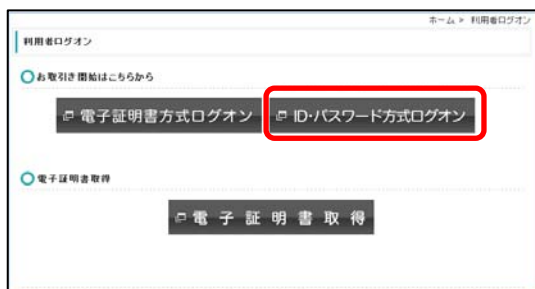 ホーム > 利用者ログオン
利用者ログオン
お取引き開始はこちらから
電子証明書方式ログオン
ID・パスワード方式ログオン
電子証明書取得
電子証明書取得